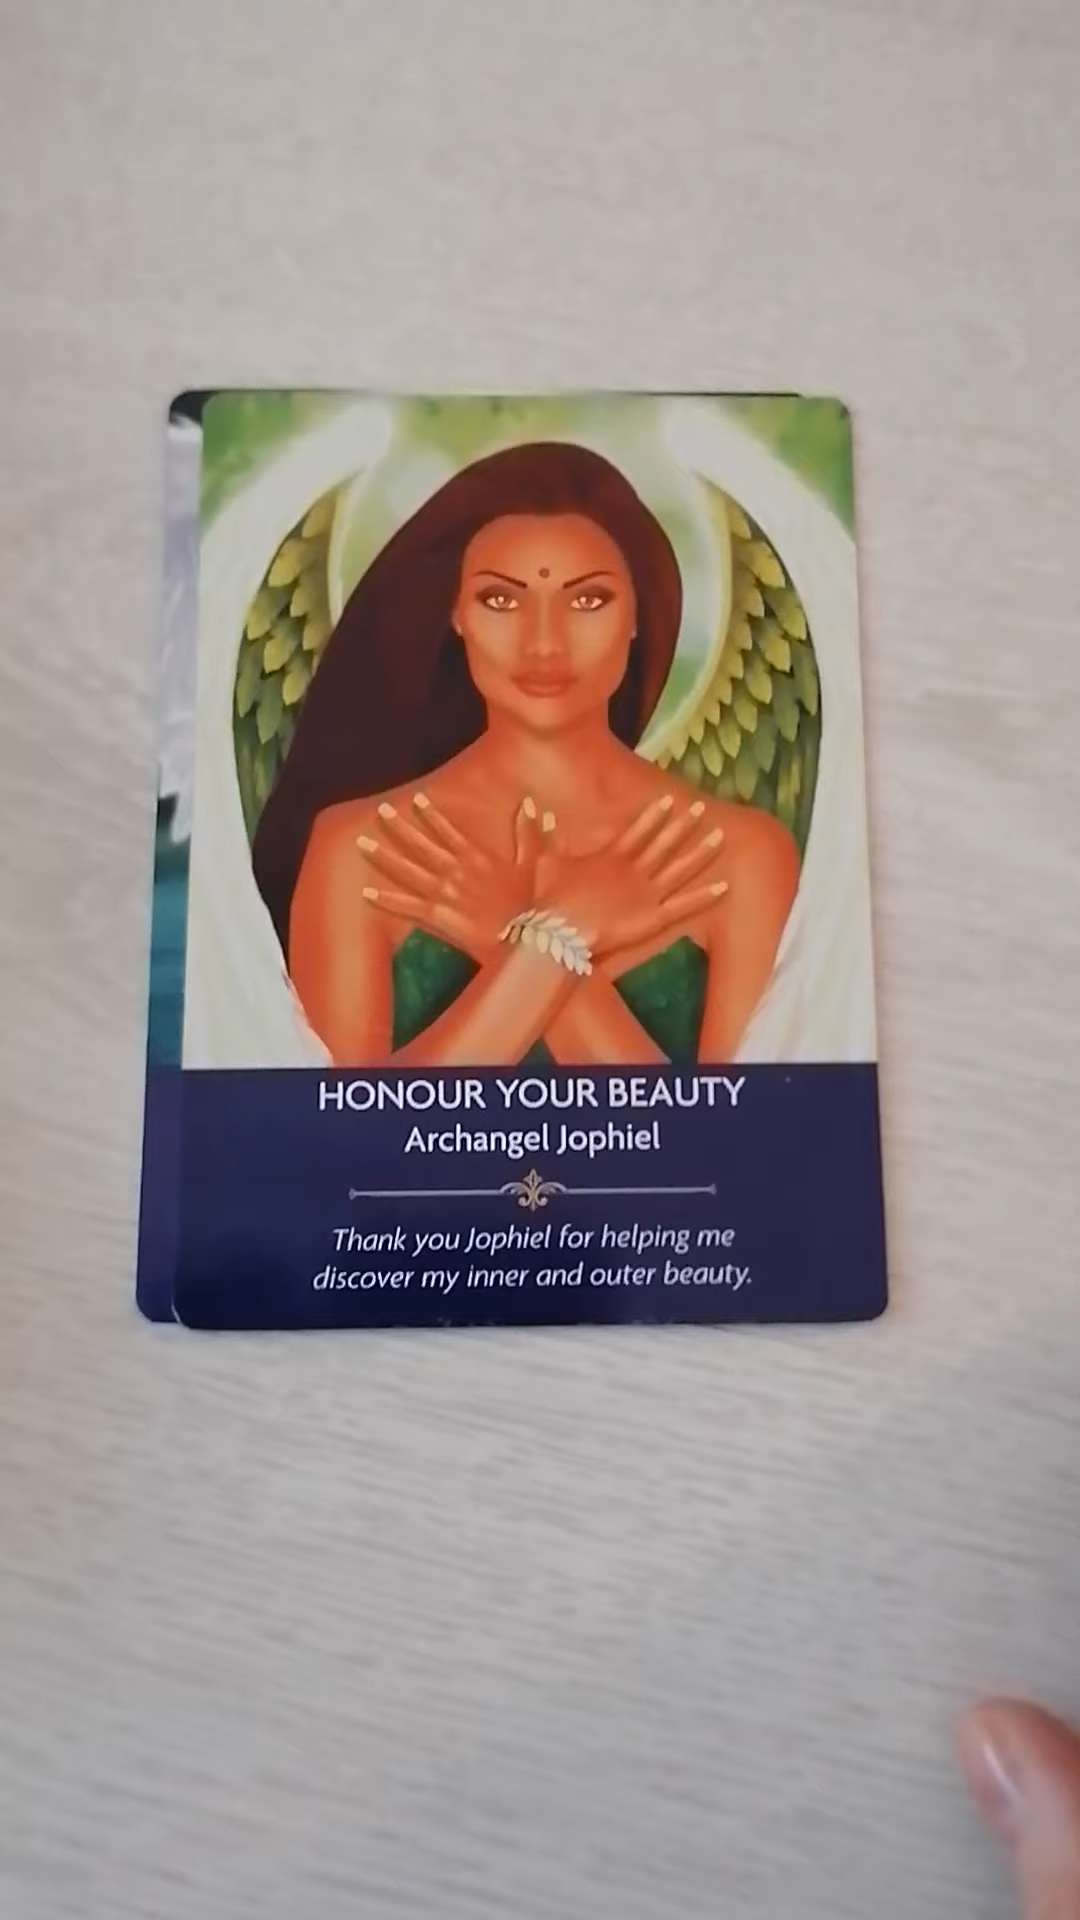 HONOUR YOUR BEAUTY
Archangel Jophiel
Thank you Jophiel for helping me
discover my inner and outer beauty.